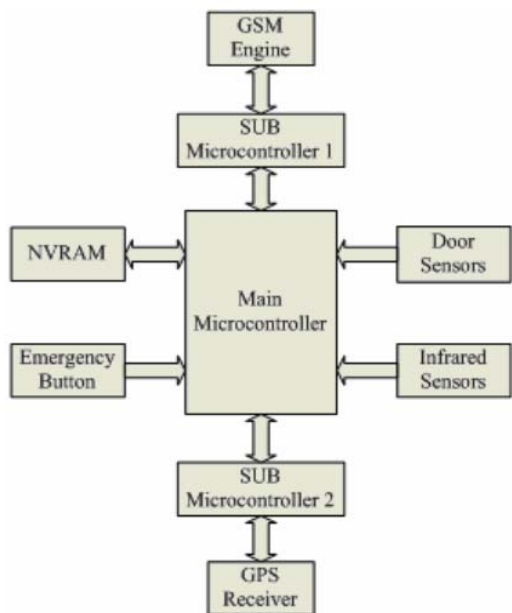 GSM
Engine
SUB
Microcontroller 1
NVRAM
Door
Sensors
Main
Microcontroller
Emergency
Button
Infrared
Sensors
SUB
Microcontroller 2
GPS
Receiver